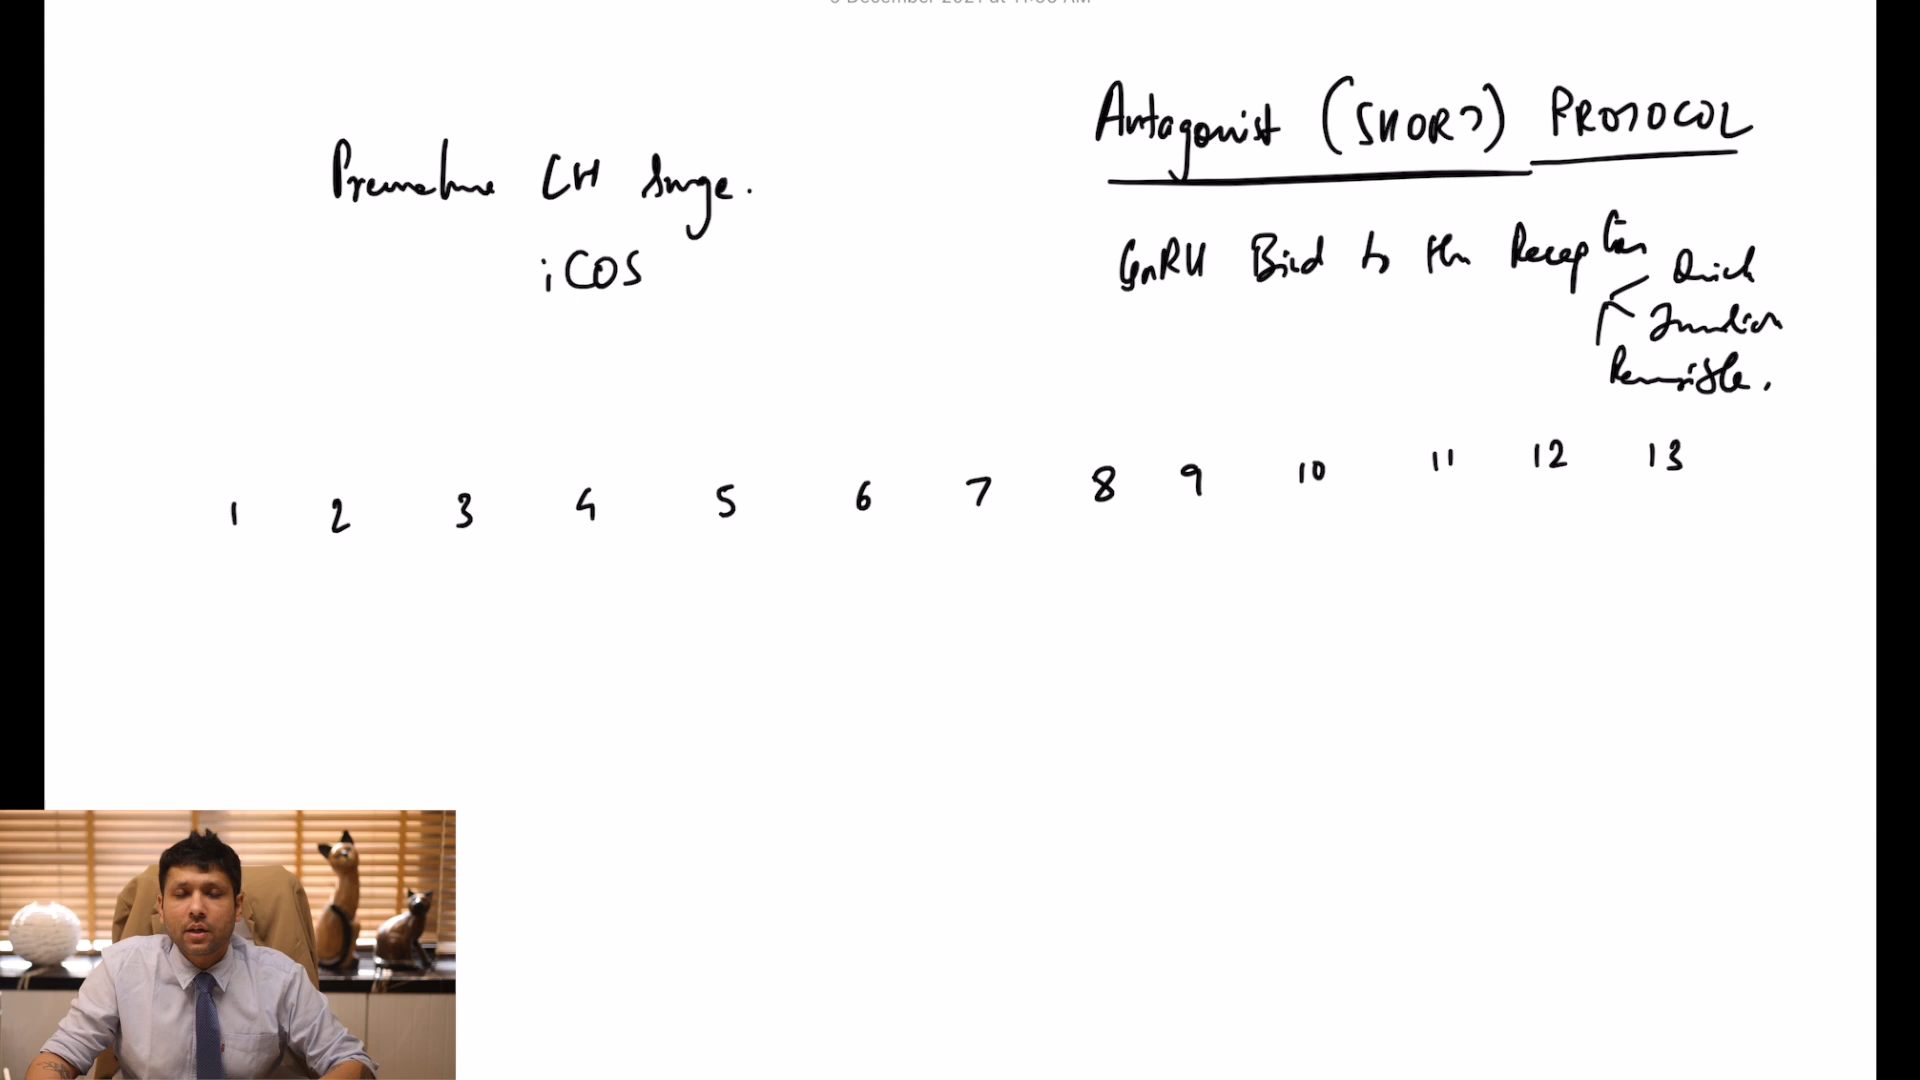 Antagonist (SHORT) PROTOCOL
Premature LH Surge.
iCOS
GnRH Bind to the Receptors
Quick
Reversible.
1 2 3 4 5 6 7 8 9 10 11 12 13